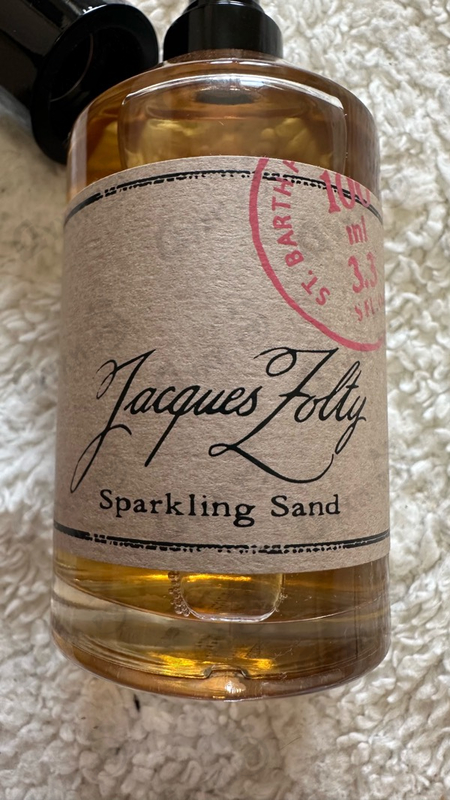 ST. BARTH
100
ml
3.3
Jacques Zolty
Sparkling Sand